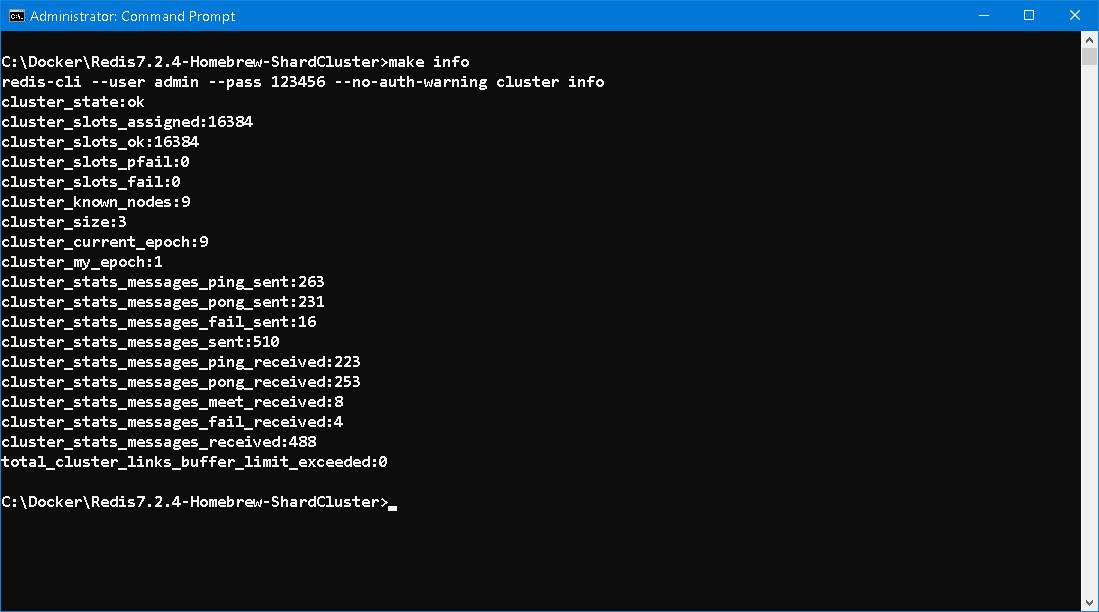 Administrator: Command Prompt
C:\Docker\Redis7.2.4-Homebrew-ShardCluster>make info
redis-cli --user admin --pass 123456 --no-auth-warning cluster info
cluster_state:ok
cluster_slots_assigned:16384
cluster_slots_ok:16384
cluster_slots_pfail:0
cluster_slots_fail:0
cluster_known_nodes:9
cluster_size:3
cluster_current_epoch:9
cluster_my_epoch:1
cluster_stats_messages_ping_sent:263
cluster_stats_messages_pong_sent:231
cluster_stats_messages_fail_sent:16
cluster_stats_messages_sent:510
cluster_stats_messages_ping_received:223
cluster_stats_messages_pong_received:253
cluster_stats_messages_meet_received:8
cluster_stats_messages_fail_received:4
cluster_stats_messages_received:488
total_cluster_links_buffer_limit_exceeded:0
C:\Docker\Redis7.2.4-Homebrew-ShardCluster>